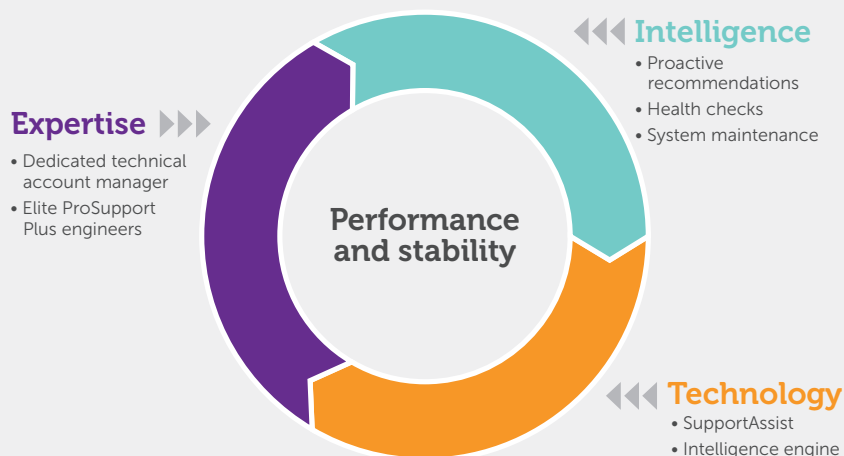 Expertise
• Dedicated technical
account manager
• Elite ProSupport
Plus engineers
Performance
and stability
Intelligence
• Proactive
recommendations
• Health checks
• System maintenance
Technology
• SupportAssist
• Intelligence engine